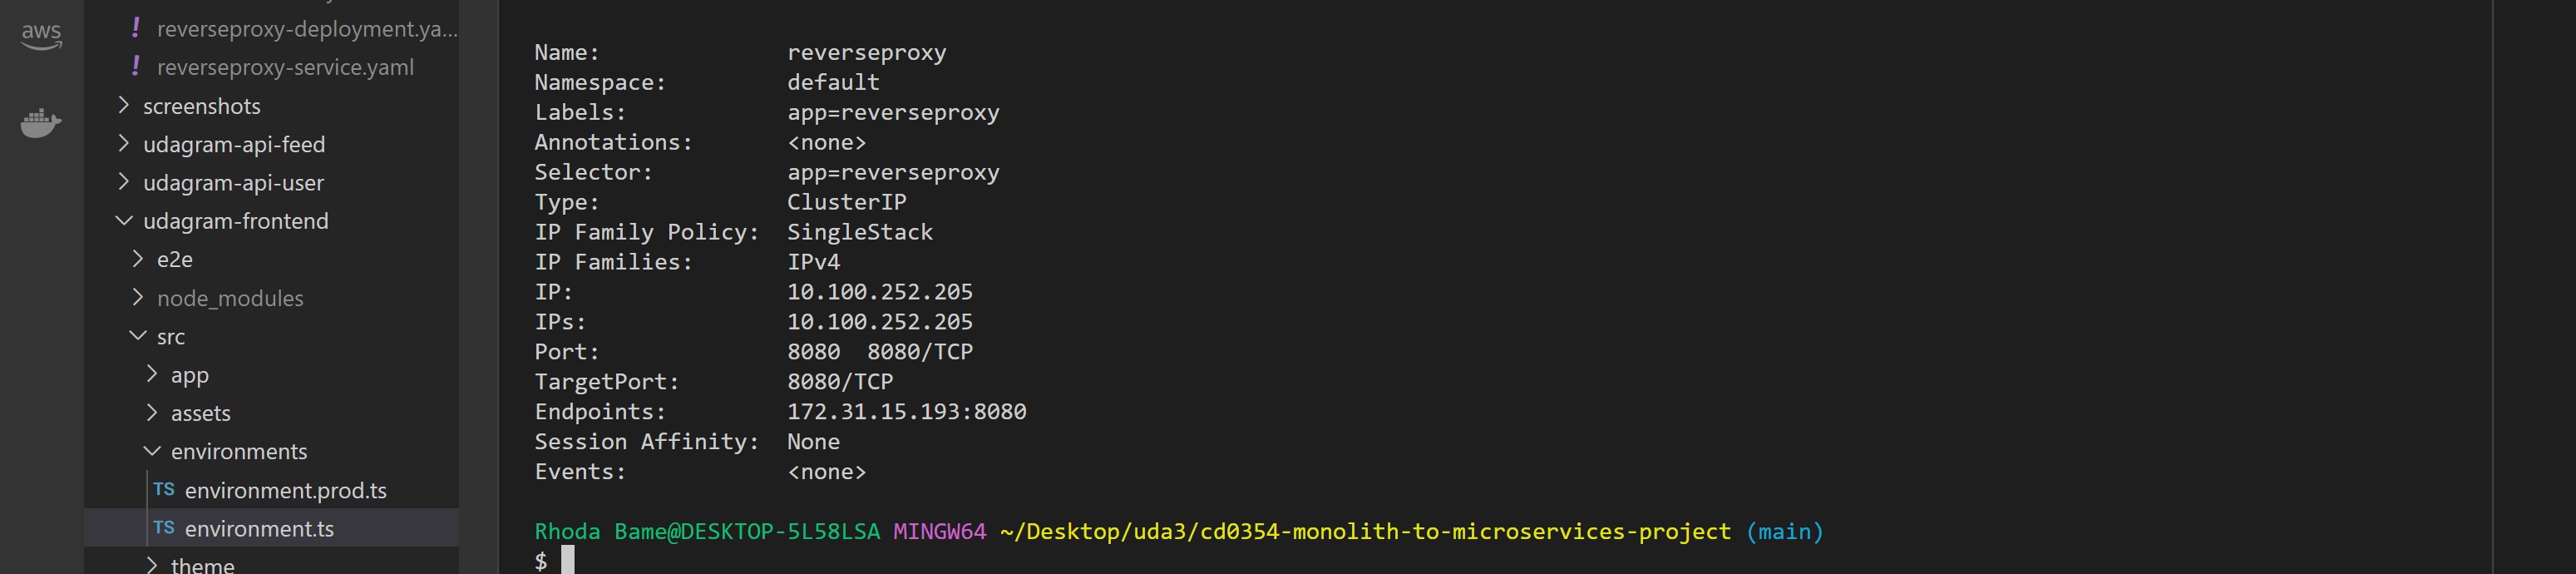 aws
! reverseproxy-deployment.ya...
! reverseproxy-service.yaml
screenshots
udagram-api-feed
udagram-api-user
udagram-frontend
e2e
node_modules
src
app
assets
environments
TS environment.prod.ts
TS environment.ts
theme
Name: reverseproxy
Namespace: default
Labels: app=reverseproxy
Annotations: <none>
Selector: app=reverseproxy
Type: ClusterIP
IP Family Policy: SingleStack
IP Families: IPv4
IP: 10.100.252.205
IPs: 10.100.252.205
Port: 8080 8080/TCP
TargetPort: 8080/TCP
Endpoints: 172.31.15.193:8080
Session Affinity: None
Events: <none>
Rhoda Bame@DESKTOP-5L58LSA MINGW64 ~/Desktop/uda3/cd0354-monolith-to-microservices-project (main)
$